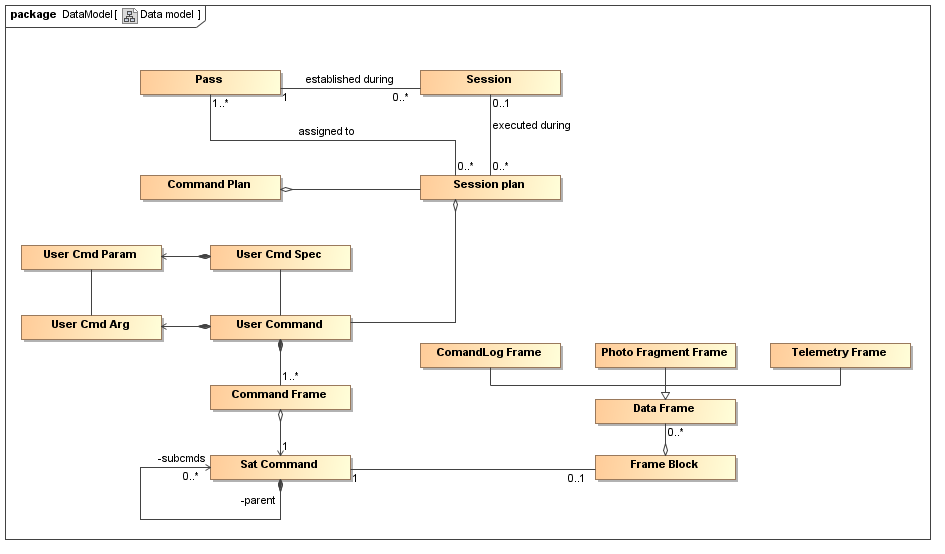 package DataModel[ Data model ]
Pass
established during
Session
1
0..*
1..*
0..1
executed during
assigned to
0..*
0..*
Command Plan
Session plan
User Cmd Param
User Cmd Spec
User Cmd Arg
User Command
ComandLog Frame
Photo Fragment Frame
Telemetry Frame
1..*
Command Frame
Data Frame
0..*
1
-subcmds
Sat Command
Frame Block
0..*
1
0..1
-parent